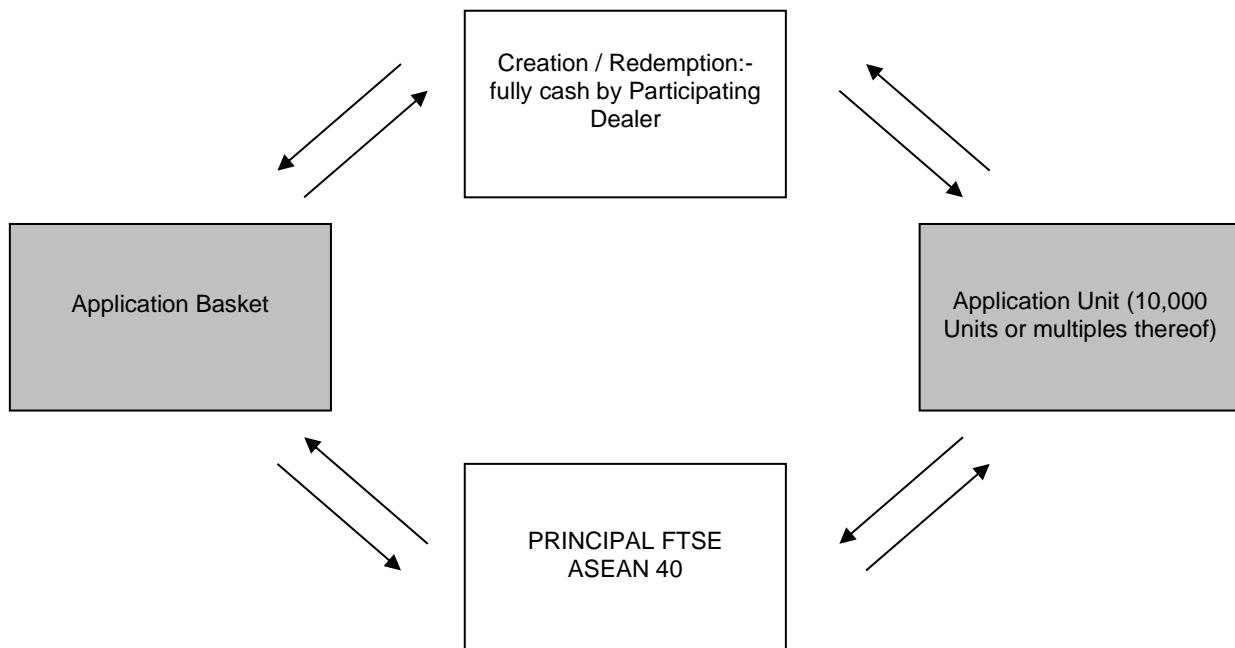 Creation / Redemption:-
fully cash by Participating
Dealer
Application Basket
Application Unit (10,000
Units or multiples thereof)
PRINCIPAL FTSE
ASEAN 40